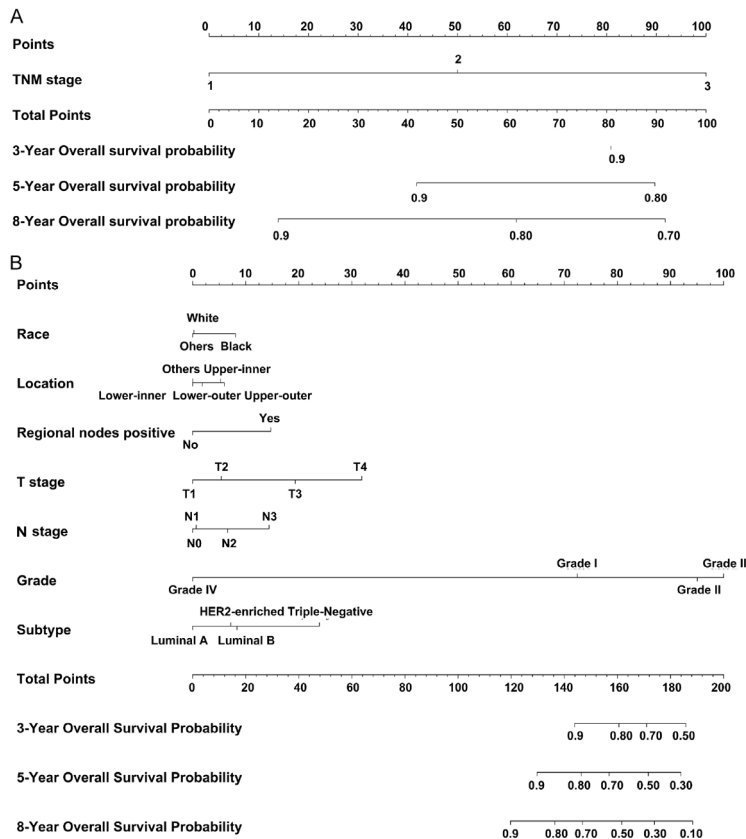 A
0 10 20 30 40 50 60 70 80 90 100
Points
2
TNM stage
1 3
Total Points
0 10 20 30 40 50 60 70 80 90 100
3-Year Overall survival probability
0.9
5-Year Overall survival probability
0.9 0.80
8-Year Overall survival probability
0.9 0.80 0.70
B
0 10 20 30 40 50 60 70 80 90 100
Points
White
Race
Ohers Black
Others Upper-inner
Location
Lower-inner Lower-outer Upper-outer
Yes
Regional nodes positive
No
T2 T4
T stage
T1 T3
N1 N3
N stage
N0 N2
Grade I Grade II
Grade
Grade IV Grade II
HER2-enriched Triple-Negative
Subtype
Luminal A Luminal B
Total Points
0 20 40 60 80 100 120 140 160 180 200
3-Year Overall Survival Probability
0.9 0.80 0.70 0.50
5-Year Overall Survival Probability
0.9 0.80 0.70 0.50 0.30
8-Year Overall Survival Probability
0.9 0.80 0.70 0.50 0.30 0.10